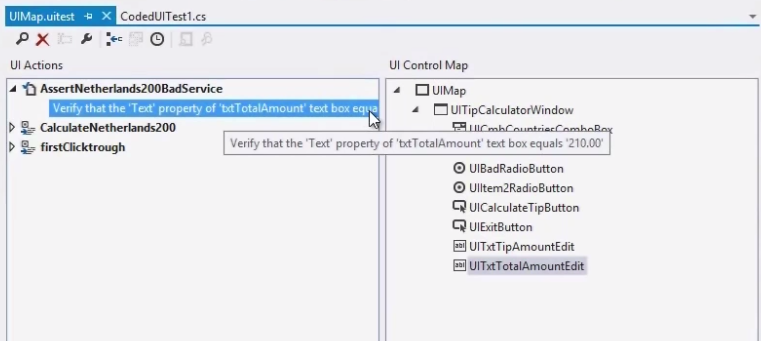 UIMap.uitest CodedUITest1.cs
UI Actions
AssertNetherlands200BadService
Verify that the 'Text' property of 'txtTotalAmount' text box equa
CalculateNetherlands200
firstClicktrough
Verify that the 'Text' property of 'txtTotalAmount' text box equals '210.00'
UI Control Map
UIMap
UITipCalculatorWindow
UICmbCountriesComboBox
UIBadRadioButton
UIItem2RadioButton
UICalculateTipButton
UIExitButton
UITxtTipAmountEdit
UITxtTotalAmountEdit